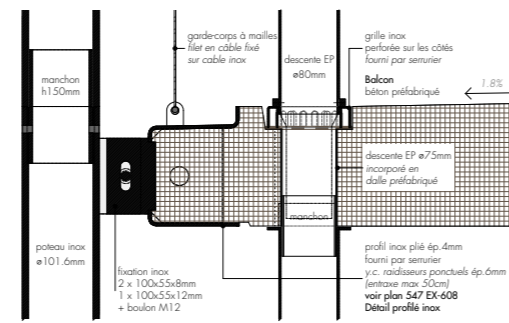 garde-corps à mailles
filet en câble fixé
sur cable inox
grille inox
perforée sur les côtés
fourni par serrurier
descente EP
ø80mm
manchon
h150mm
Balcon
béton préfabriqué
1.8%
descente EP ø75mm
incorporé en
dalle préfabriqué
manchon
poteau inox
ø101.6mm
fixation inox
2 x 100x55x8mm
1 x 100x55x12mm
+ boulon M12
profil inox plié ép.4mm
fourni par serrurier
y.c. raidisseurs ponctuels ép.6mm
(entraxe max 50cm)
voir plan 547 EX-608
Détail profilé inox